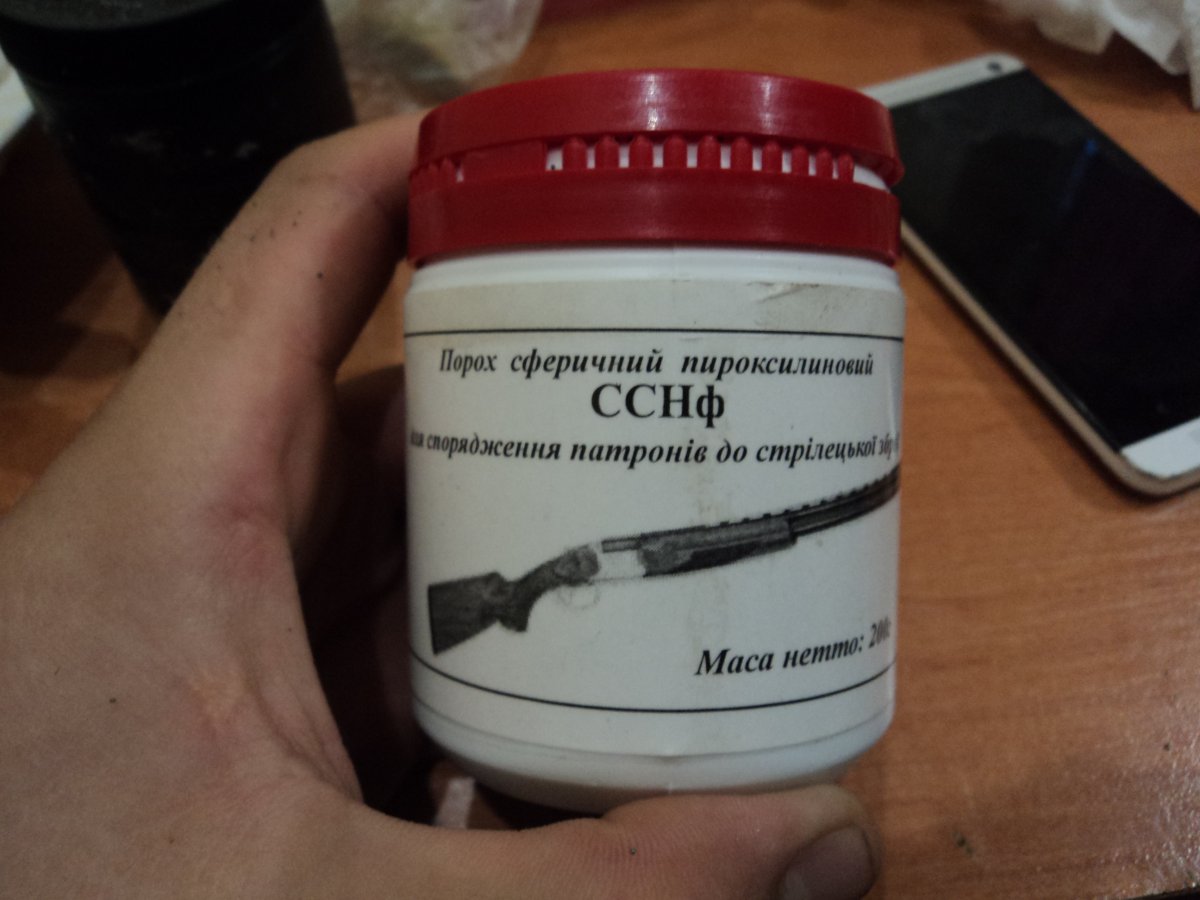 Порох сферичний пироксилиновий
ССНф
спорядження патронів до стрілецької
Маса нетто: